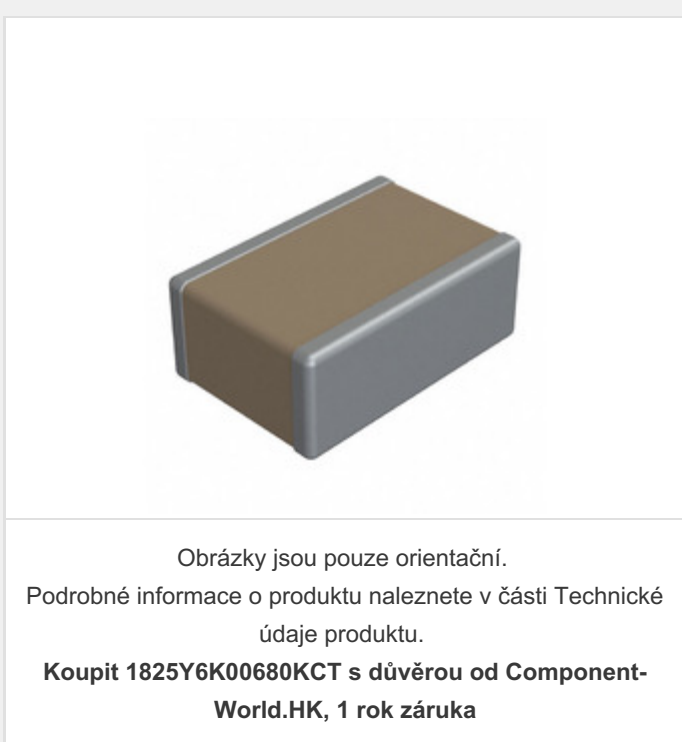 Obrázky jsou pouze orientační.
Podrobné informace o produktu naleznete v části Technické
údaje produktu.
Koupit 1825Y6K00680KCT s důvěrou od Component-
World.HK, 1 rok záruka